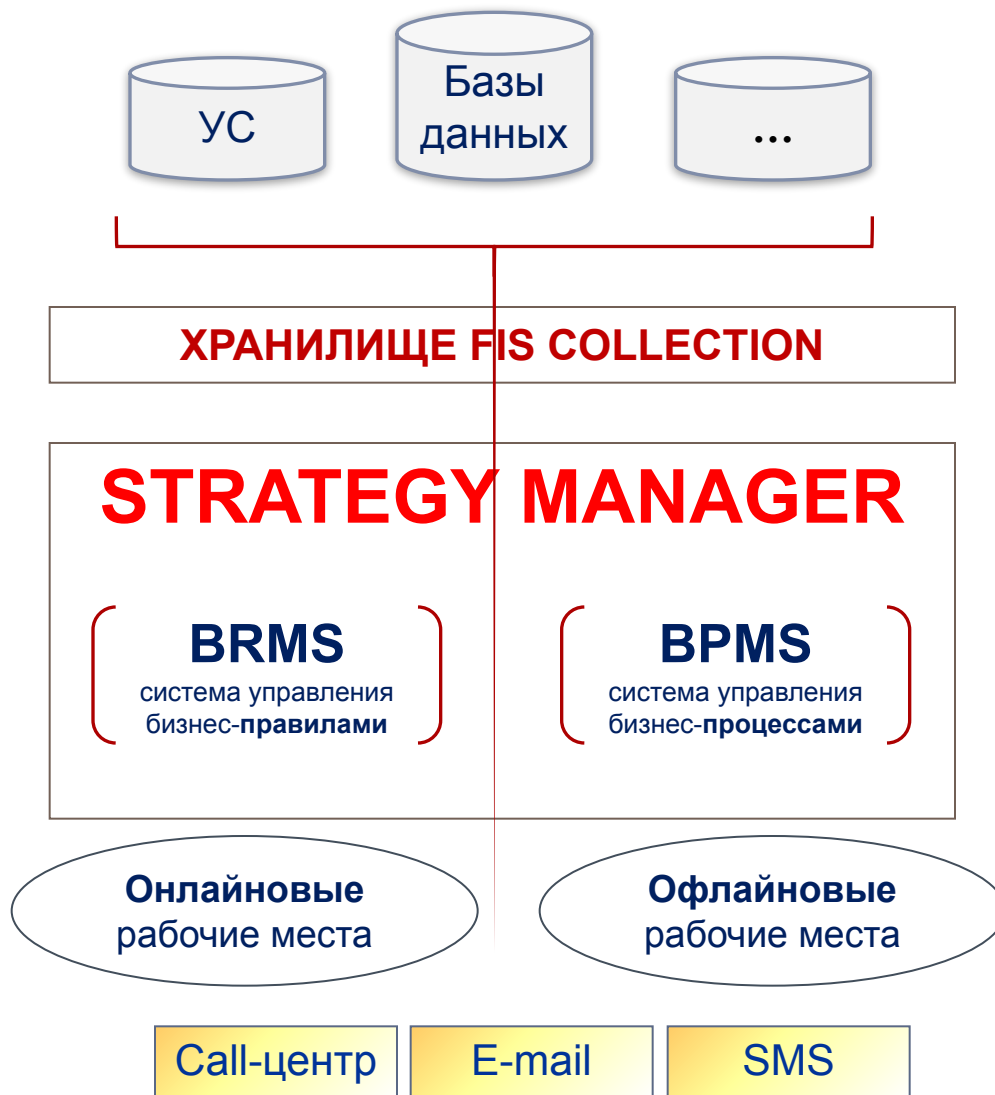 УС
Базы
данных
...
ХРАНИЛИЩЕ FIS COLLECTION
STRATEGY MANAGER
BRMS
система управления
бизнес-правилами
BPMS
система управления
бизнес-процессами
Онлайновые
рабочие места
Офлайновые
рабочие места
Call-центр
E-mail
SMS